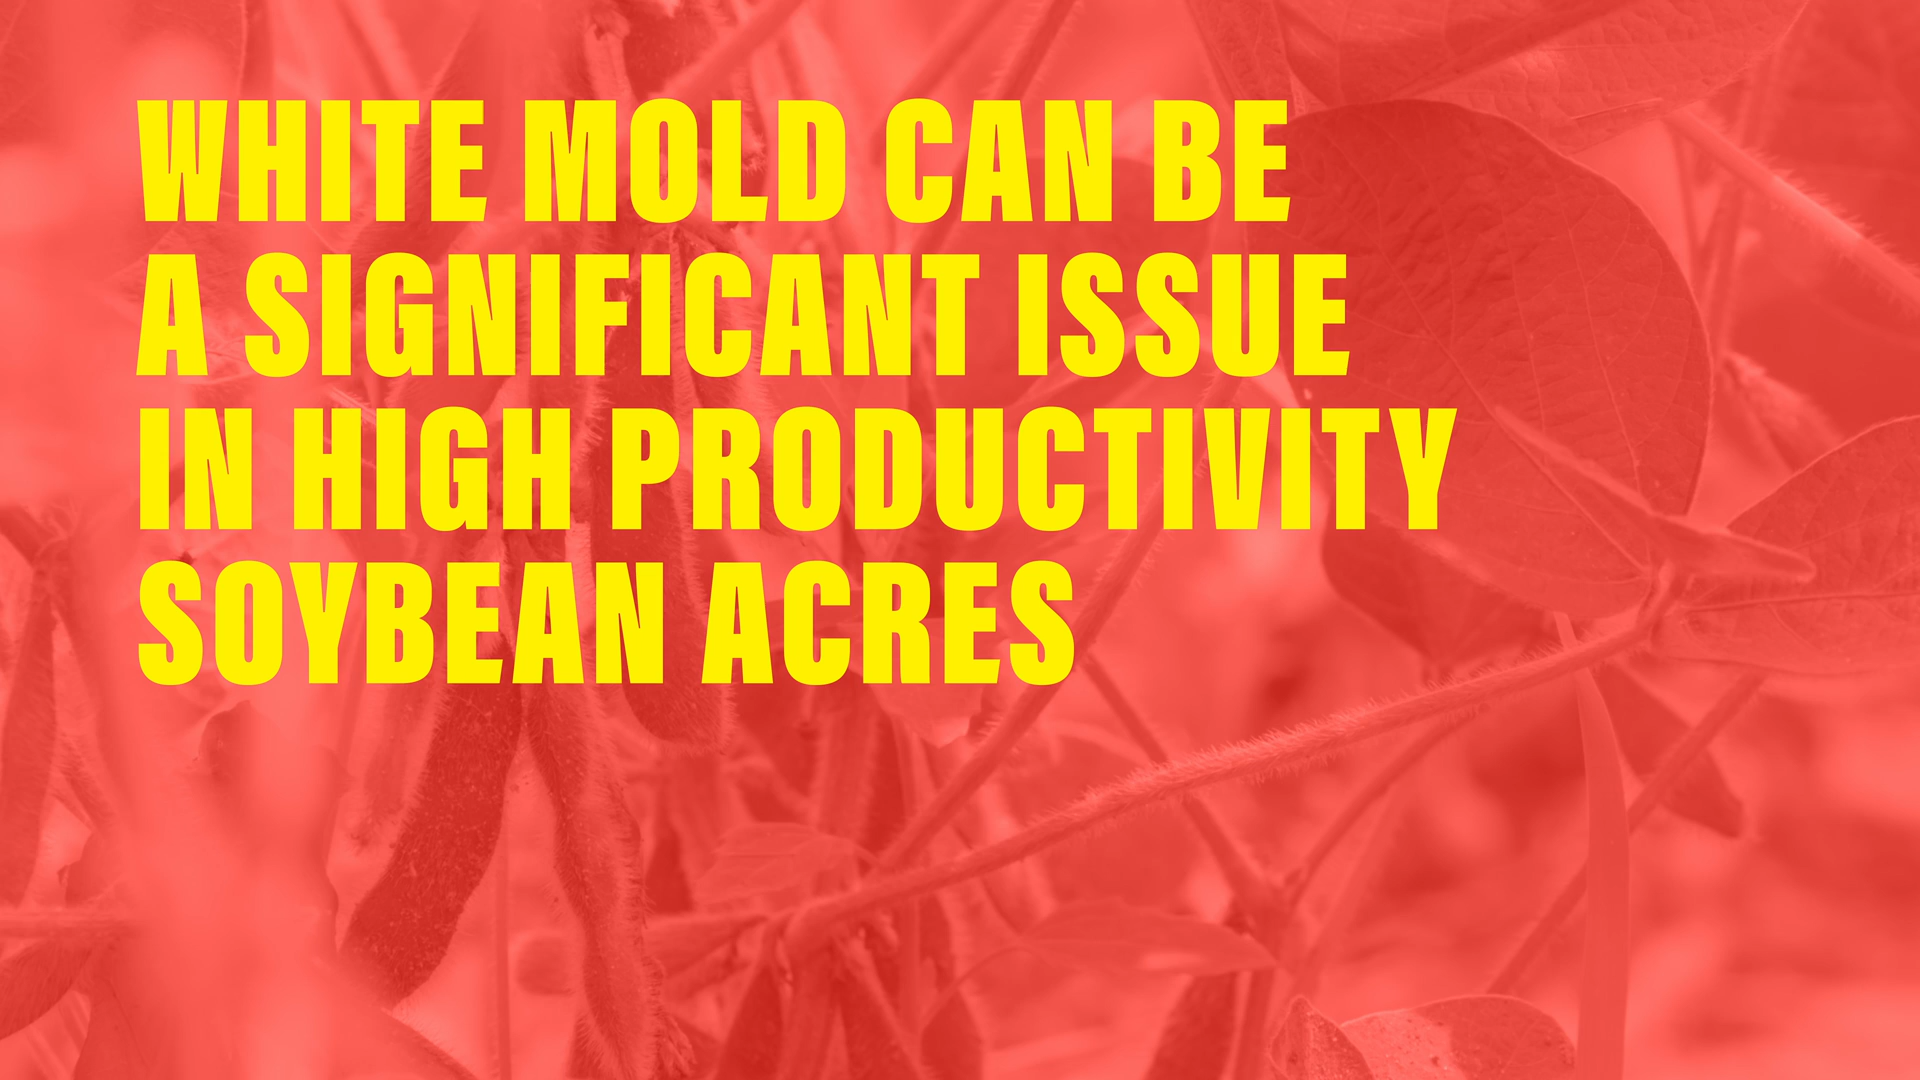 WHITE MOLD CAN BE
A SIGNIFICANT ISSUE
IN HIGH PRODUCTIVITY
SOYBEAN ACRES